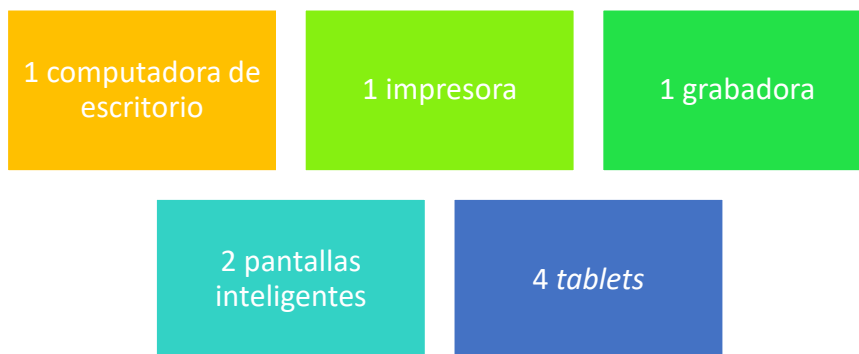 1 computadora de
escritorio
1 impresora
1 grabadora
2 pantallas
inteligentes
4 tablets